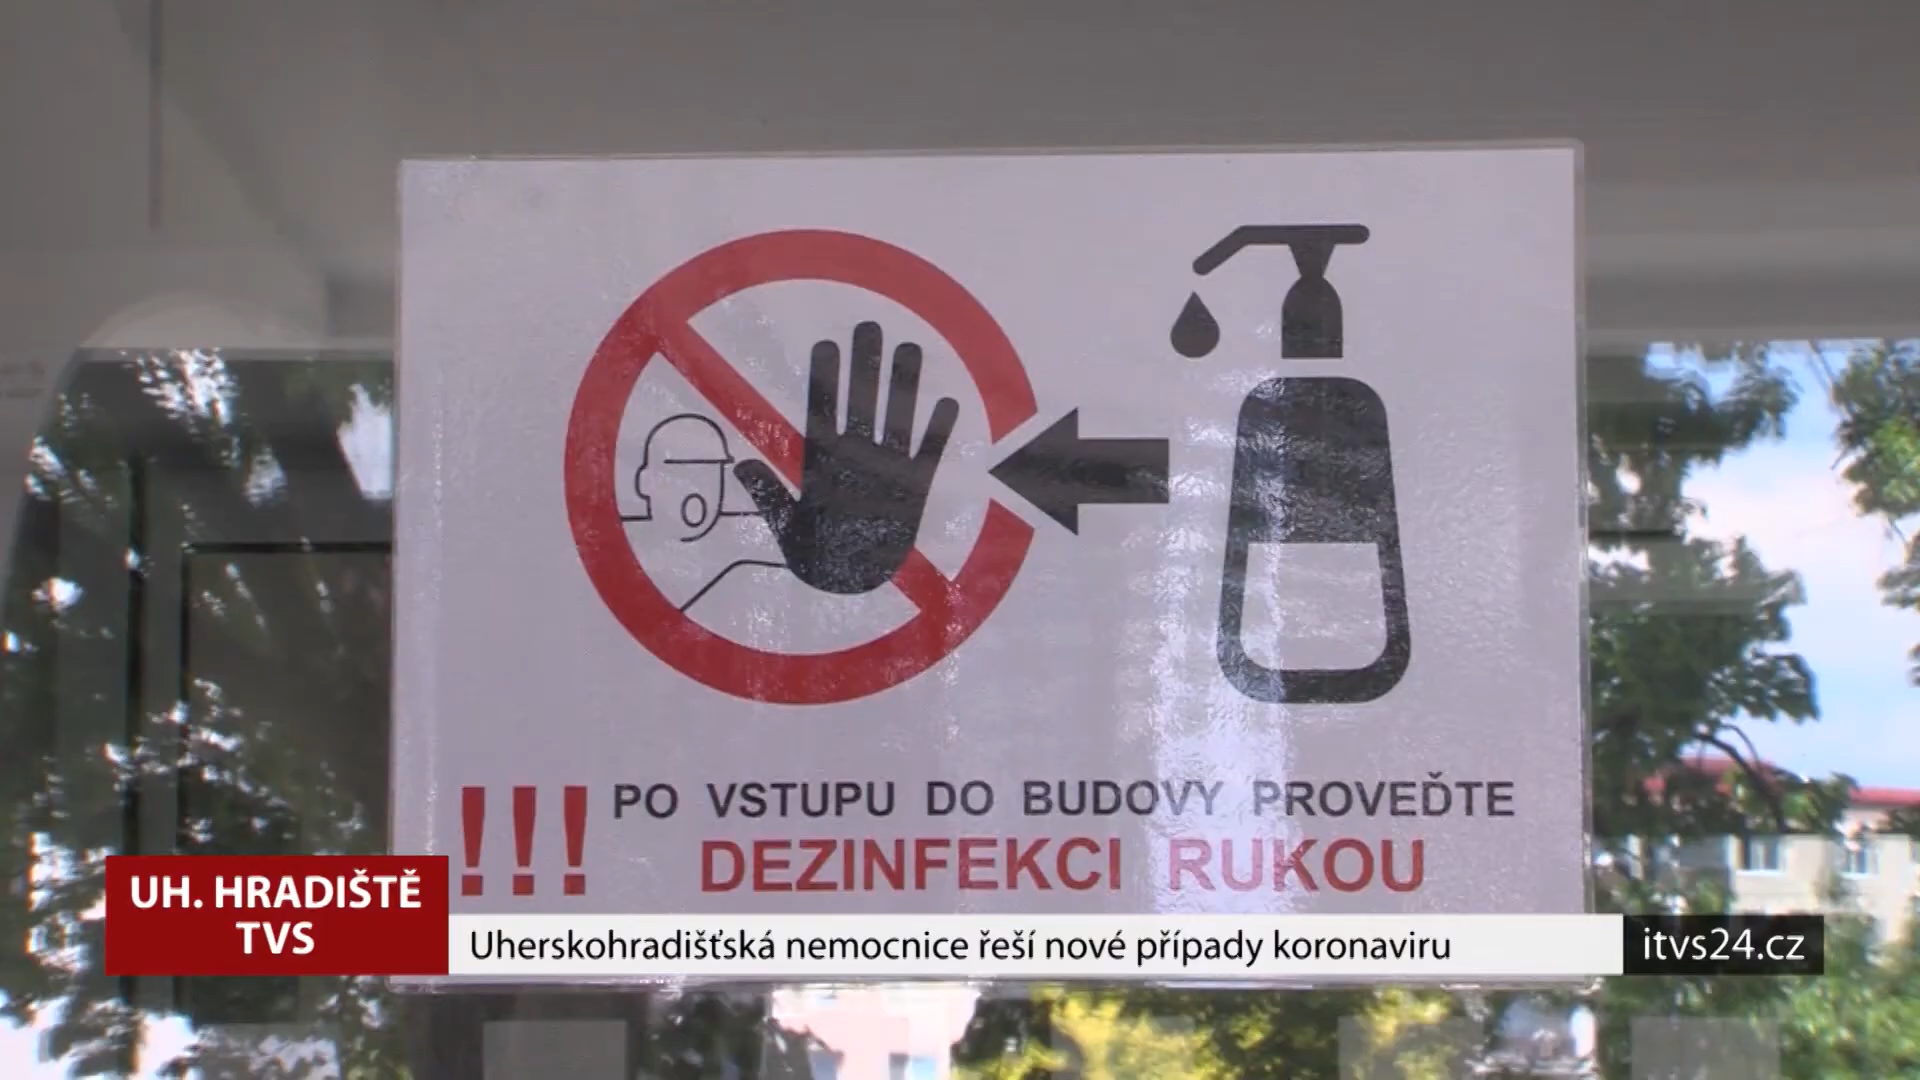 !!! PO VSTUPU DO BUDOVY PROVEĎTE
DEZINFEKCI RUKOU
UH. HRADIŠTĚ
TVS
Uherskohradišťská nemocnice řeší nové případy koronaviru
itvs24.cz